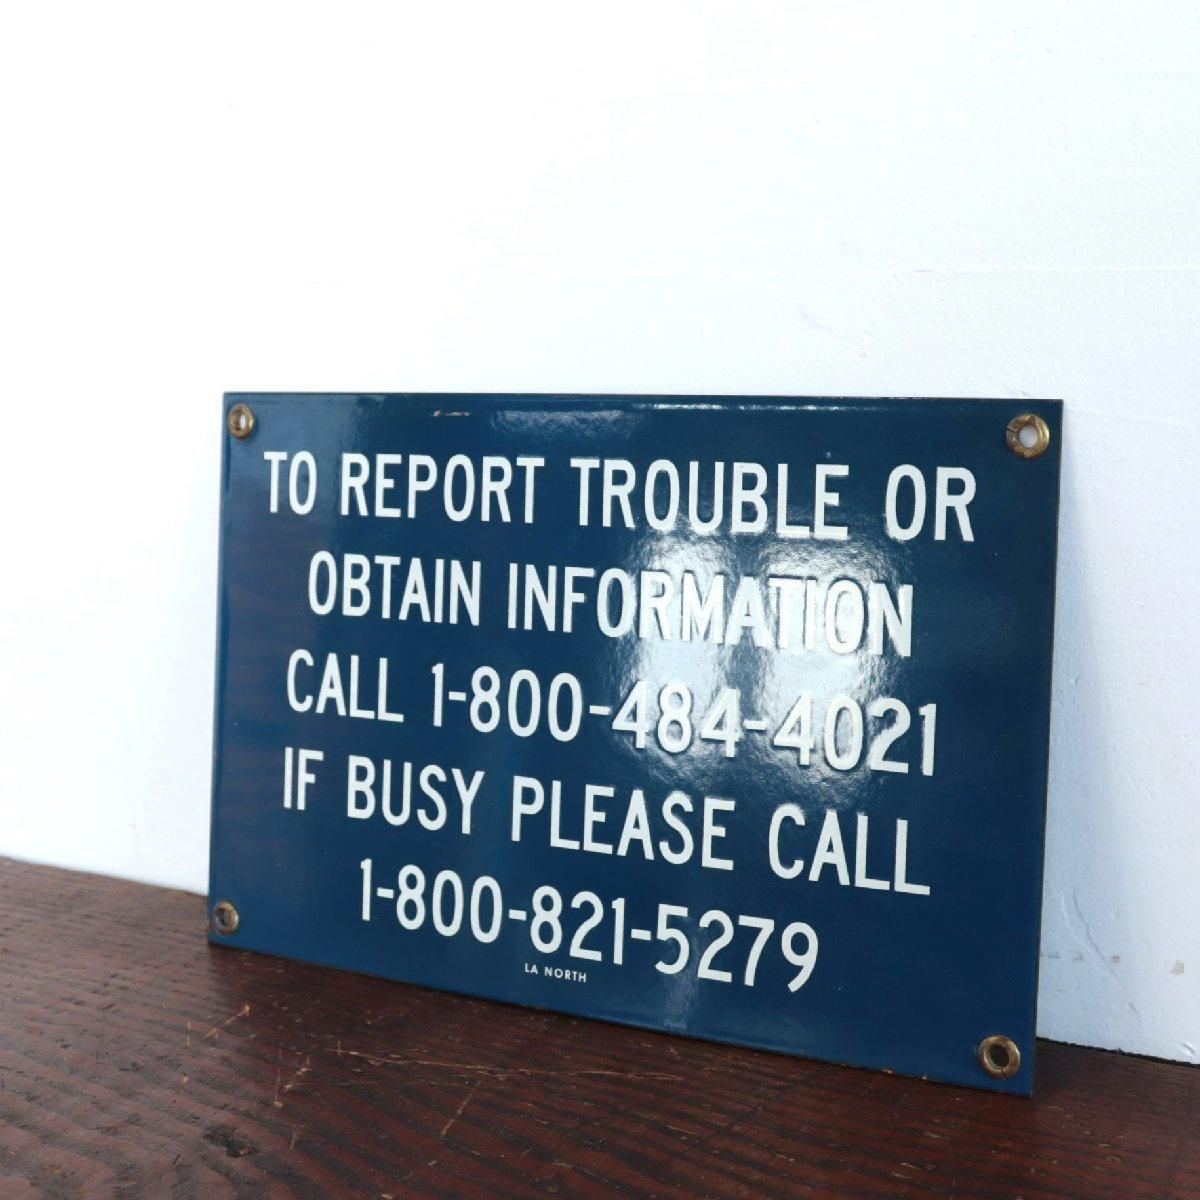 TO REPORT TROUBLE OR
OBTAIN INFORMATION
CALL 1-800-484-4021
IF BUSY PLEASE CALL
1-800-821-5279
LA NORTH